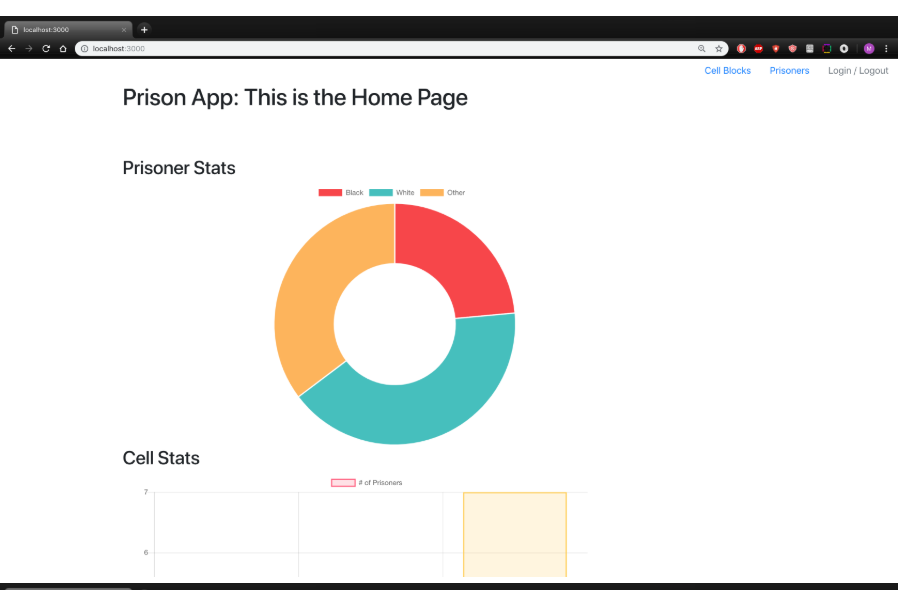 localhost:3000
localhost:3000
Cell Blocks Prisoners Login / Logout
Prison App: This is the Home Page
Prisoner Stats
Black White Other
Cell Stats
# of Prisoners
7
6